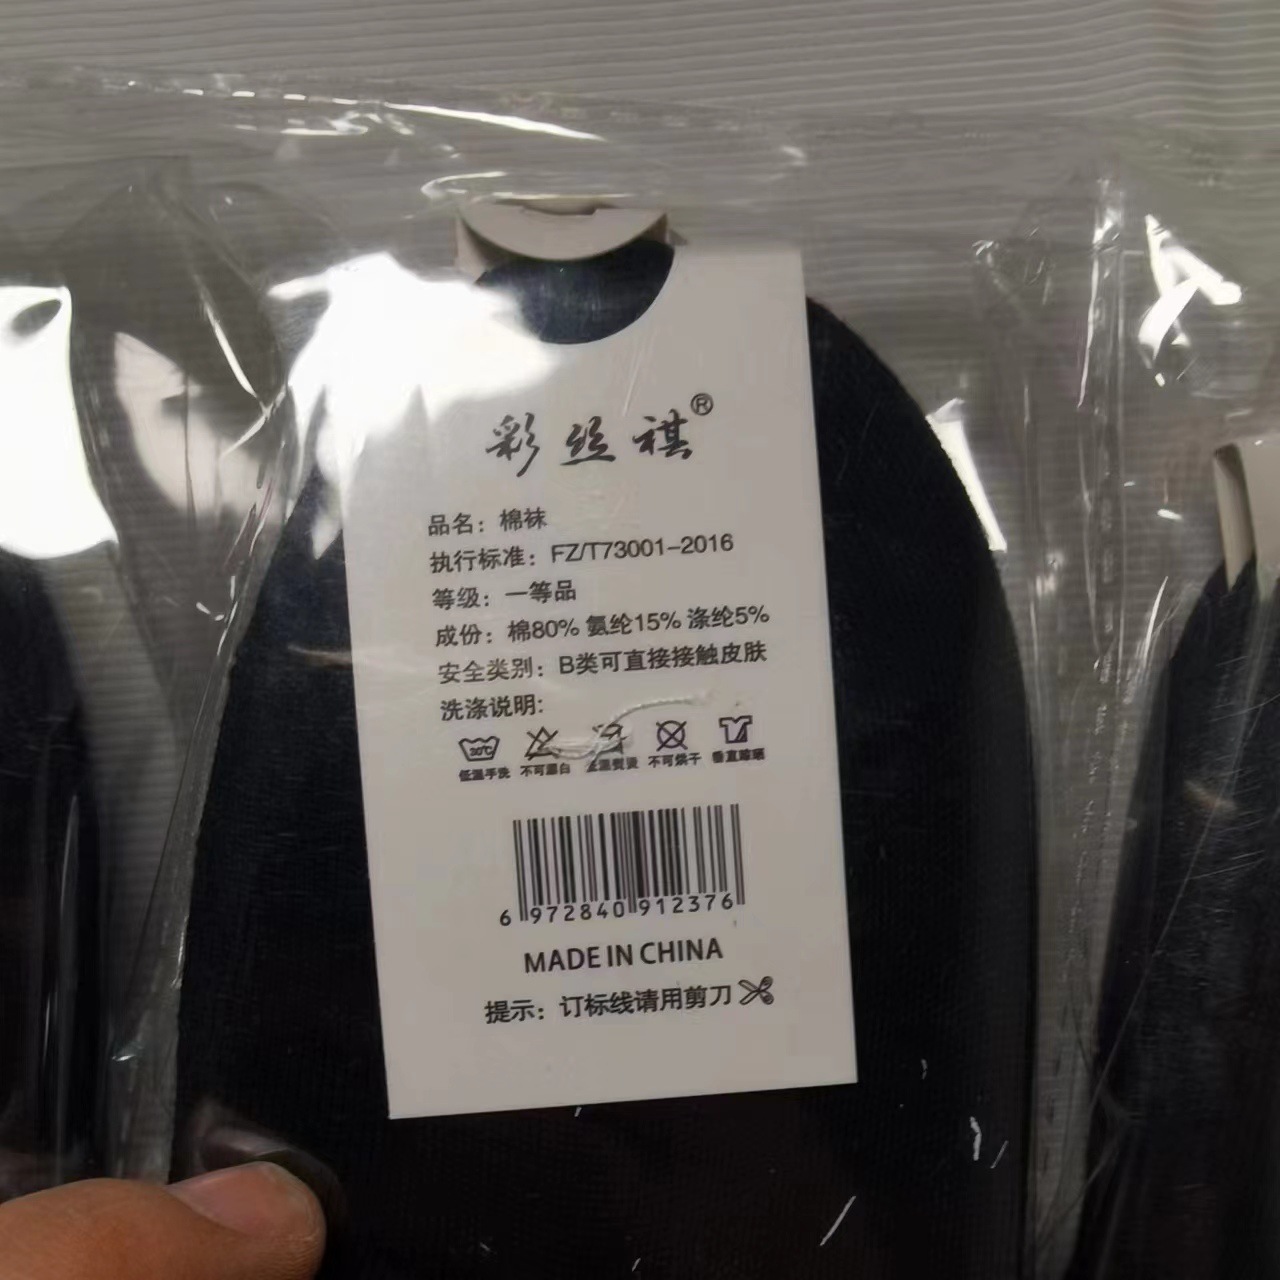 彩丝祺®
品名：棉袜
执行标准：FZ/T73001-2016
等级：一等品
成份：棉80% 氨纶15% 涤纶5%
安全类别：B类可直接接触皮肤
洗涤说明:
30℃
低温手洗 不可漂白 熨烫 不可烘干 垂直晾晒
6 972840 912376
MADE IN CHINA
提示：订标线请用剪刀